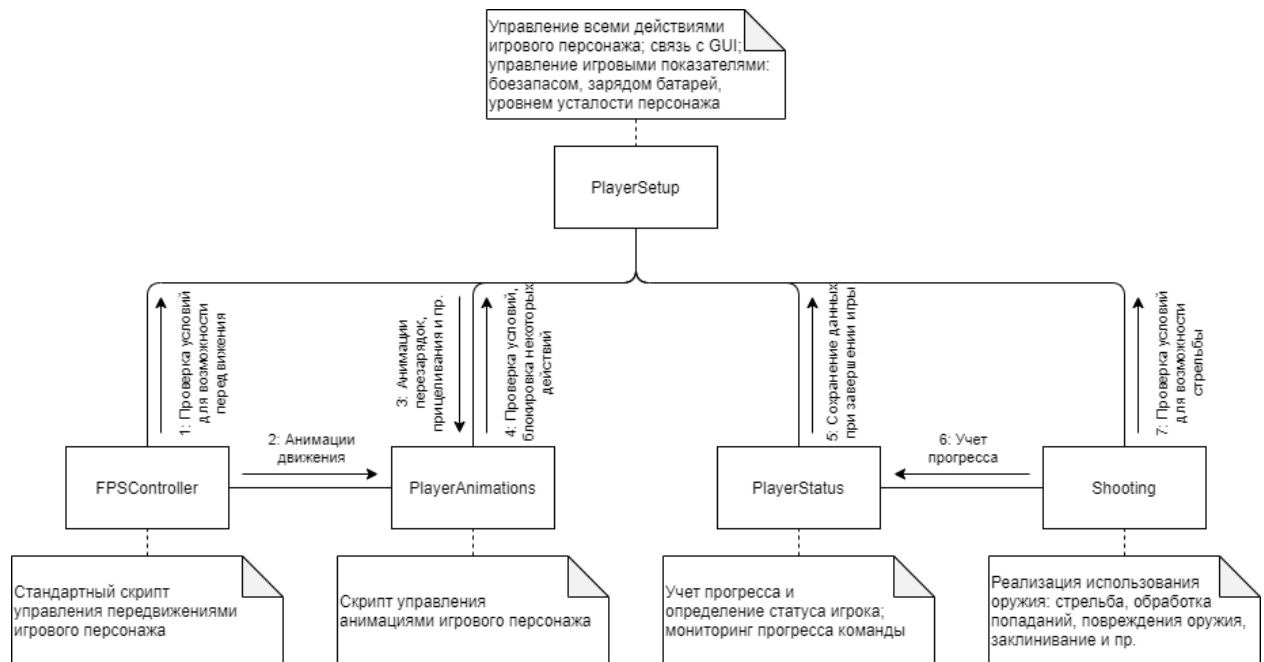 Управление всеми действиями
игрового персонажа; связь с GUI;
управление игровыми показателями:
боезапасом, зарядом батарей,
уровнем усталости персонажа
PlayerSetup
1: Проверка условий
для возможности
передвижения
3: Анимации
перезарядок,
прицеливания и пр.
4: Проверка условий,
блокировка некоторых
действий
5: Сохранение данных
при завершении игры
7: Проверка условий
для возможности
стрельбы
2: Анимации
движения
6: Учет
прогресса
FPSController
PlayerAnimations
PlayerStatus
Shooting
Стандартный скрипт
управления передвижениями
игрового персонажа
Скрипт управления
анимациями игрового персонажа
Учет прогресса и
определение статуса игрока;
мониторинг прогресса команды
Реализация использования
оружия: стрельба, обработка
попаданий, повреждения оружия,
заклинивание и пр.